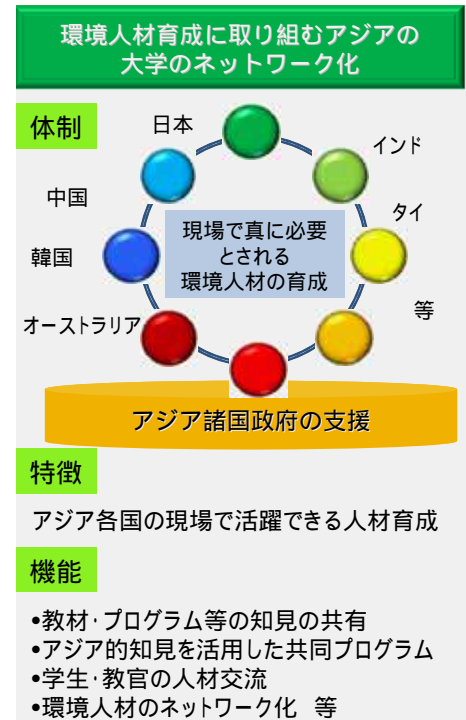 環境人材育成に取り組むアジアの
大学のネットワーク化
体制
日本
インド
中国
タイ
現場で真に必要
とされる
環境人材の育成
韓国
等
オーストラリア
アジア諸国政府の支援
特徴
アジア各国の現場で活躍できる人材育成
機能
•教材・プログラム等の知見の共有
•アジア的知見を活用した共同プログラム
•学生・教官の人材交流
•環境人材のネットワーク化 等